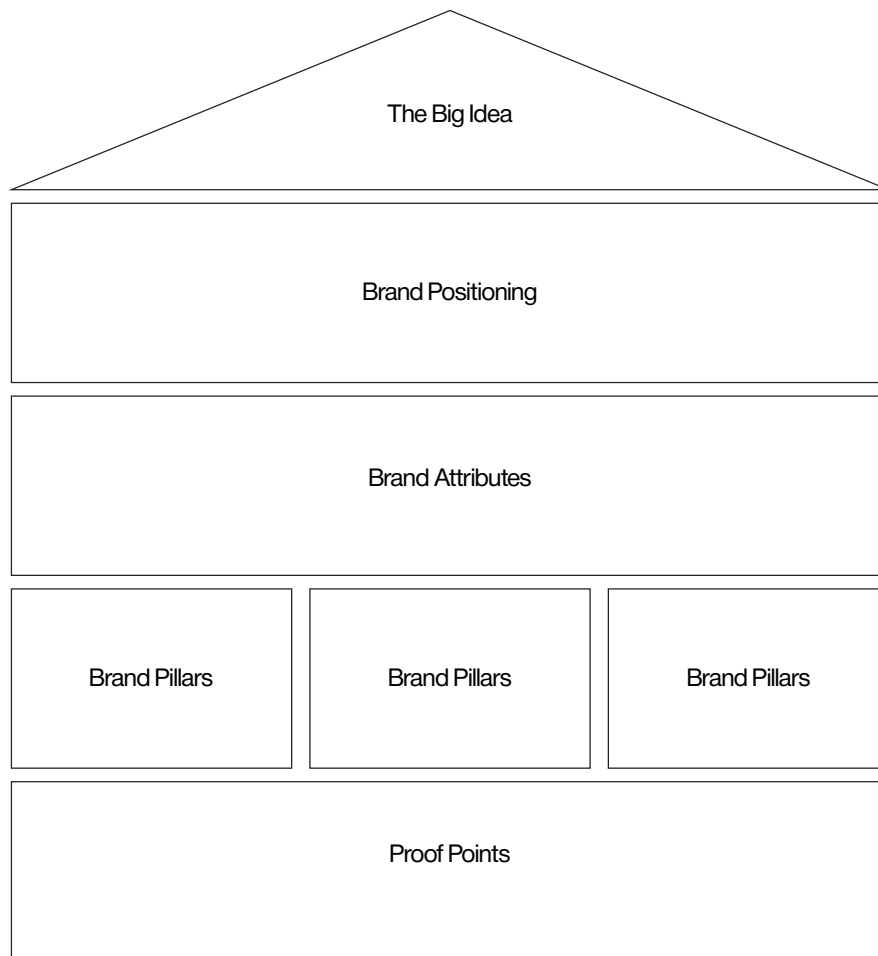 The Big Idea
Brand Positioning
Brand Attributes
Brand Pillars
Brand Pillars
Brand Pillars
Proof Points